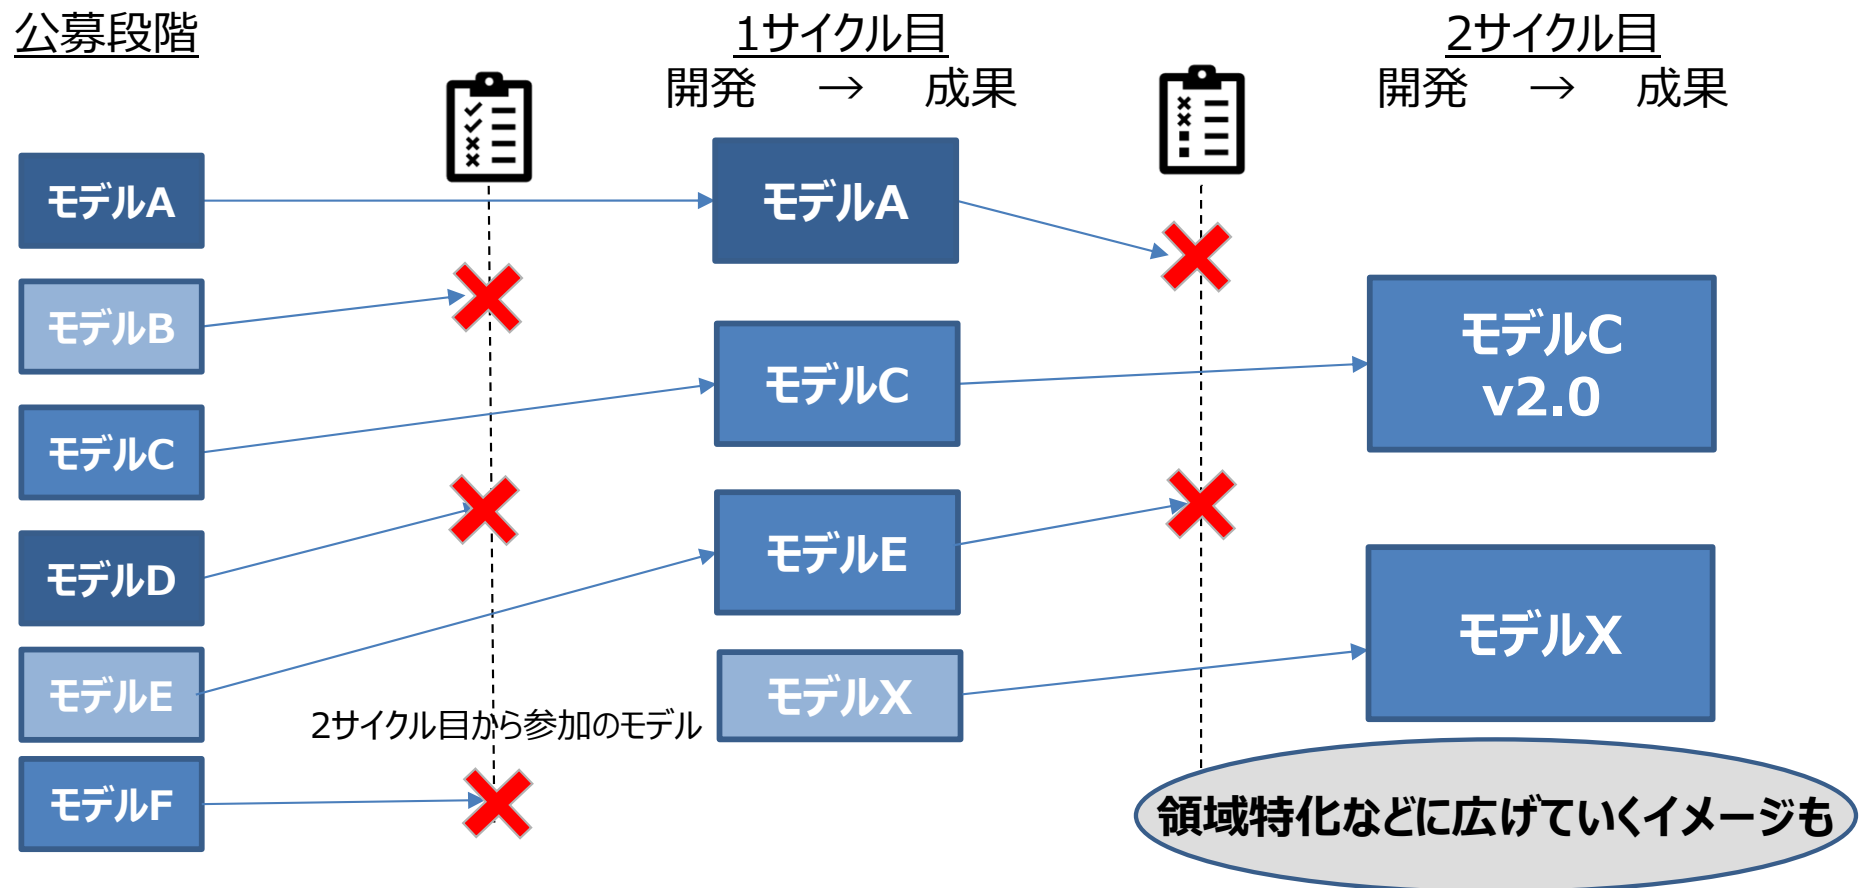 公募段階
1サイクル目
開発 → 成果
2サイクル目
開発 → 成果
モデルA
モデルB
モデルC
モデルD
モデルE
モデルF
モデルA
モデルC
モデルE
2サイクル目から参加のモデル
モデルX
モデルC
v2.0
モデルX
領域特化などに広げていくイメージも